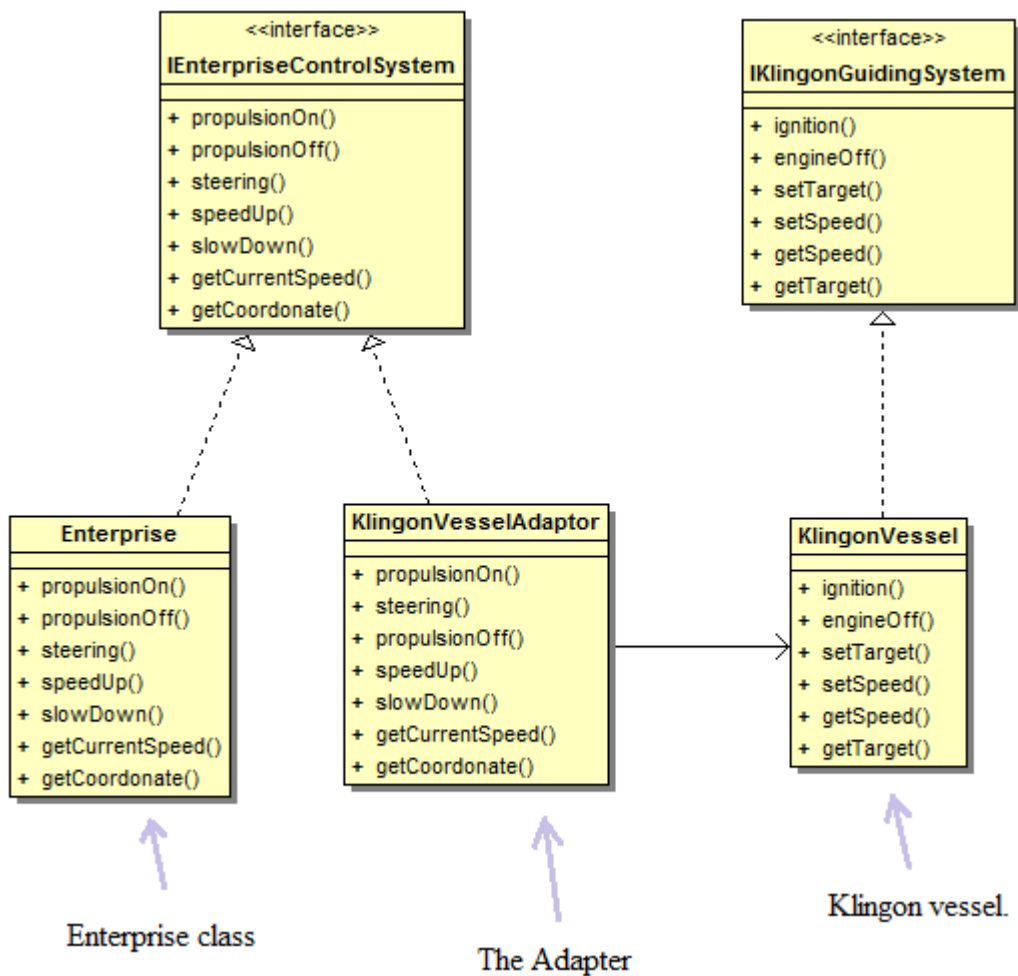 <<interface>>
IEnterpriseControlSystem
+ propulsionOn()
+ propulsionOff()
+ steering()
+ speedUp()
+ slowDown()
+ getCurrentSpeed()
+ getCoordonate()
<<interface>>
IKlingonGuidingSystem
+ ignition()
+ engineOff()
+ setTarget()
+ setSpeed()
+ getSpeed()
+ getTarget()
Enterprise
+ propulsionOn()
+ propulsionOff()
+ steering()
+ speedUp()
+ slowDown()
+ getCurrentSpeed()
+ getCoordonate()
KlingonVesselAdaptor
+ propulsionOn()
+ steering()
+ propulsionOff()
+ speedUp()
+ slowDown()
+ getCurrentSpeed()
+ getCoordonate()
KlingonVessel
+ ignition()
+ engineOff()
+ setTarget()
+ setSpeed()
+ getSpeed()
+ getTarget()
Enterprise class
The Adapter
Klingon vessel.